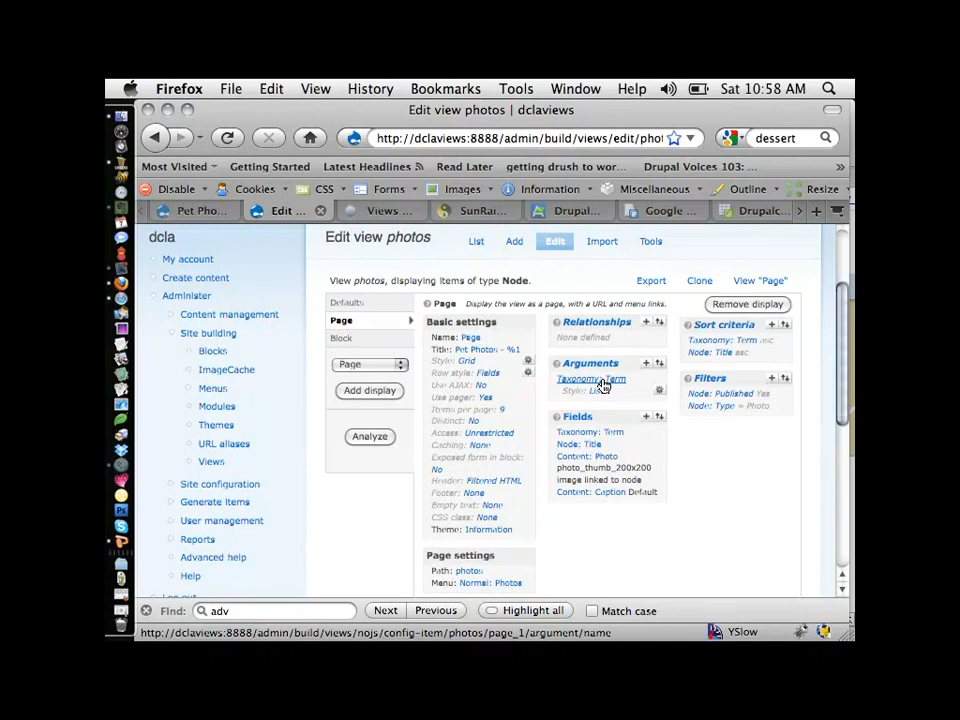 Firefox File Edit View History Bookmarks Tools Window Help Sat 10:58 AM
Edit view photos | dclaviews
http://dclaviews:8888/admin/build/views/edit/phot
dessert
Most Visited Getting Started Latest Headlines Read Later getting drush to wor... Drupal Voices 103:... »
Disable Cookies CSS Forms Images Information Miscellaneous Outline Resize
Pet Pho... Edit ... Views ... SunRai... Drupal... Google ... Drupalc...
dcla
My account
Create content
Administer
Content management
Site building
Blocks
ImageCache
Menus
Modules
Themes
URL aliases
Views
Site configuration
Generate items
User management
Reports
Advanced help
Help
Log out
Edit view photos
List Add Edit Import Tools
View photos, displaying items of type Node.
Export Clone View "Page"
Defaults
Page
Block
Page
Add display
Analyze
Page Display the view as a page, with a URL and menu links.
Remove display
Basic settings
Name: Page
Title: Pet Photos - %1
Style: Grid
Row style: Fields
Use AJAX: No
Use pager: Yes
Items per page: 9
Distinct: No
Access: Unrestricted
Caching: None
Exposed form in block:
No
Header: Filtered HTML
Footer: None
Empty text: None
CSS class: None
Theme: Information
Page settings
Path: photos
Menu: Normal: Photos
Relationships
None defined
Arguments
Taxonomy: Term
Style:
Fields
Taxonomy: Term
Node: Title
Content: Photo
photo_thumb_200x200
image linked to node
Content: Caption Default
Sort criteria
Taxonomy: Term asc
Node: Title asc
Filters
Node: Published Yes
Node: Type = Photo
Find: adv Next Previous Highlight all Match case
http://dclaviews:8888/admin/build/views/nojs/config-item/photos/page_1/argument/name
YSlow